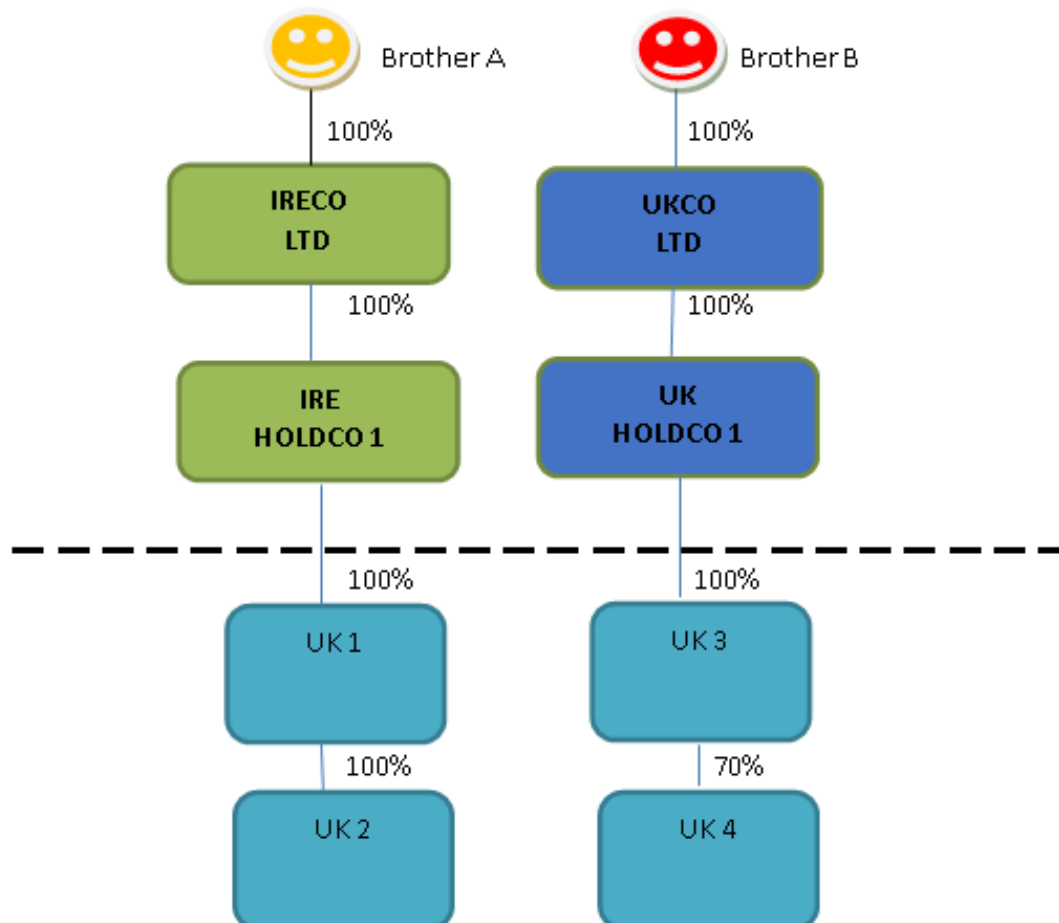 Brother A
Brother B
100%
100%
IRECO
LTD
UKCO
LTD
100%
100%
IRE
HOLDCO 1
UK
HOLDCO 1
100%
100%
UK 1
UK 3
100%
70%
UK 2
UK 4